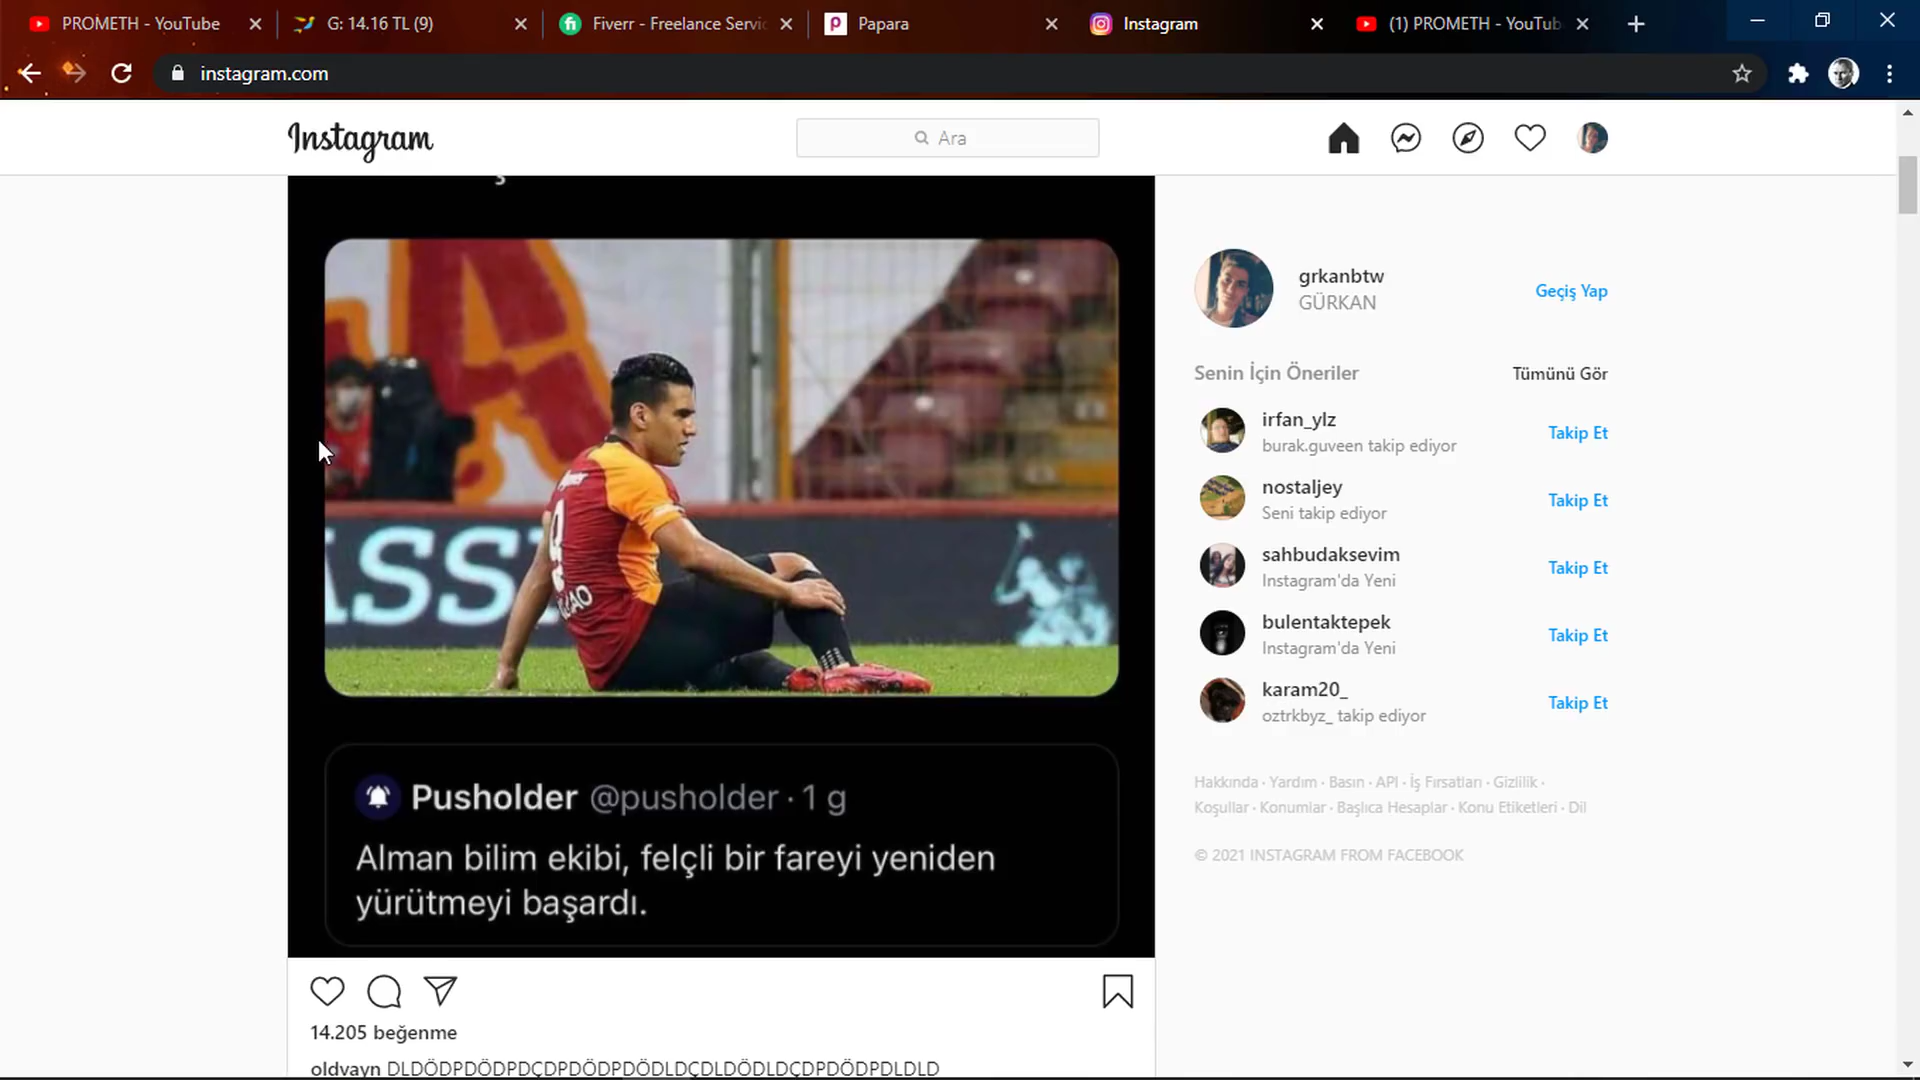 PROMETH - YouTube
G: 14.16 TL (9)
Fiverr - Freelance Servic
Papara
Instagram
(1) PROMETH - YouTub
instagram.com
Instagram
Ara
grkanbtw
GÜRKAN
Geçiş Yap
Senin İçin Öneriler
Tümünü Gör
irfan_ylz
burak.guveen takip ediyor
Takip Et
nostaljey
Seni takip ediyor
Takip Et
sahbudaksevim
Instagram'da Yeni
Takip Et
bulentaktepek
Instagram'da Yeni
Takip Et
karam20_
oztrkbyz_ takip ediyor
Takip Et
Hakkında · Yardım · Basın · API · İş Fırsatları · Gizlilik ·
Koşullar · Konumlar · Başlıca Hesaplar · Konu Etiketleri · Dil
© 2021 INSTAGRAM FROM FACEBOOK
ASS
9
Pusholder @pusholder · 1 g
Alman bilim ekibi, felçli bir fareyi yeniden
yürütmeyi başardı.
14.205 beğenme
oldvayn DLDÖDPDÖDPDÇDPDÖDPDÖDLDÇDLDÖDLDÇDPDÖDPDLDLD